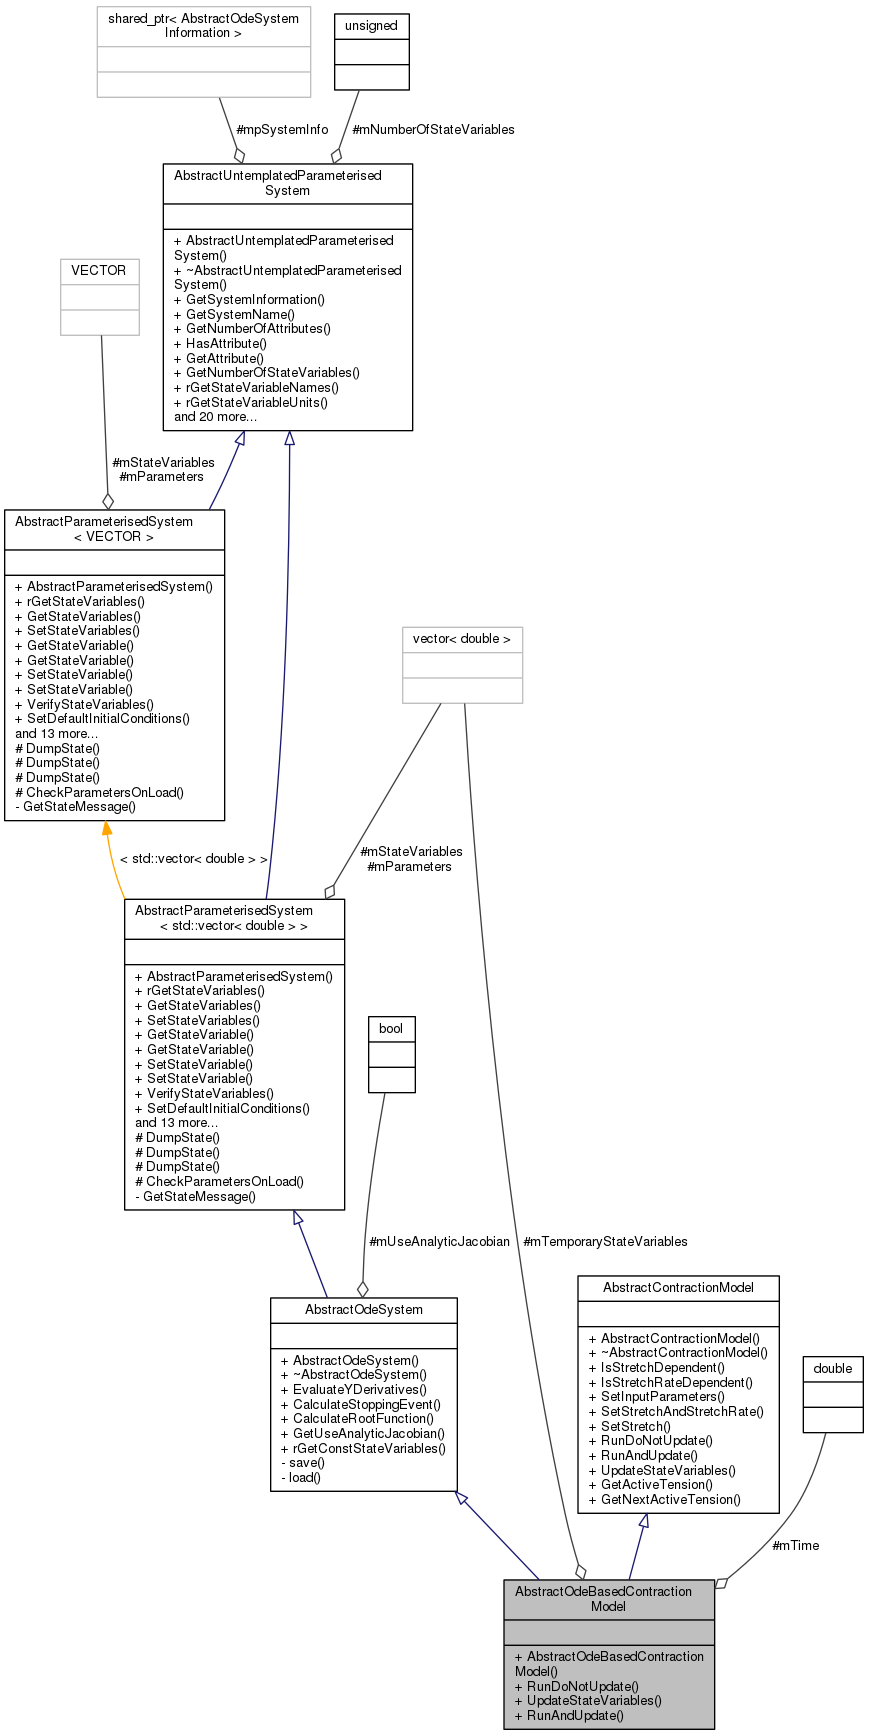 shared_ptr< AbstractOdeSystem
Information >
unsigned
#mpSystemInfo
#mNumberOfStateVariables
AbstractUntemplatedParameterised
System
+ AbstractUntemplatedParameterised
System()
+ ~AbstractUntemplatedParameterised
System()
+ GetSystemInformation()
+ GetSystemName()
+ GetNumberOfAttributes()
+ HasAttribute()
+ GetAttribute()
+ GetNumberOfStateVariables()
+ rGetStateVariableNames()
+ rGetStateVariableUnits()
and 20 more...
VECTOR
#mStateVariables
#mParameters
AbstractParameterisedSystem
< VECTOR >
+ AbstractParameterisedSystem()
+ rGetStateVariables()
+ GetStateVariables()
+ SetStateVariables()
+ GetStateVariable()
+ GetStateVariable()
+ SetStateVariable()
+ SetStateVariable()
+ VerifyStateVariables()
+ SetDefaultInitialConditions()
and 13 more...
# DumpState()
# DumpState()
# DumpState()
# CheckParametersOnLoad()
- GetStateMessage()
vector< double >
< std::vector< double > >
#mStateVariables
#mParameters
AbstractParameterisedSystem
< std::vector< double > >
+ AbstractParameterisedSystem()
+ rGetStateVariables()
+ GetStateVariables()
+ SetStateVariables()
+ GetStateVariable()
+ GetStateVariable()
+ SetStateVariable()
+ SetStateVariable()
+ VerifyStateVariables()
+ SetDefaultInitialConditions()
and 13 more...
# DumpState()
# DumpState()
# DumpState()
# CheckParametersOnLoad()
- GetStateMessage()
bool
#mUseAnalyticJacobian
#mTemporaryStateVariables
AbstractOdeSystem
+ AbstractOdeSystem()
+ ~AbstractOdeSystem()
+ EvaluateYDerivatives()
+ CalculateStoppingEvent()
+ CalculateRootFunction()
+ GetUseAnalyticJacobian()
+ rGetConstStateVariables()
- save()
- load()
AbstractContractionModel
+ AbstractContractionModel()
+ ~AbstractContractionModel()
+ IsStretchDependent()
+ IsStretchRateDependent()
+ SetInputParameters()
+ SetStretchAndStretchRate()
+ SetStretch()
+ RunDoNotUpdate()
+ RunAndUpdate()
+ UpdateStateVariables()
+ GetActiveTension()
+ GetNextActiveTension()
double
#mTime
AbstractOdeBasedContraction
Model
+ AbstractOdeBasedContraction
Model()
+ RunDoNotUpdate()
+ UpdateStateVariables()
+ RunAndUpdate()